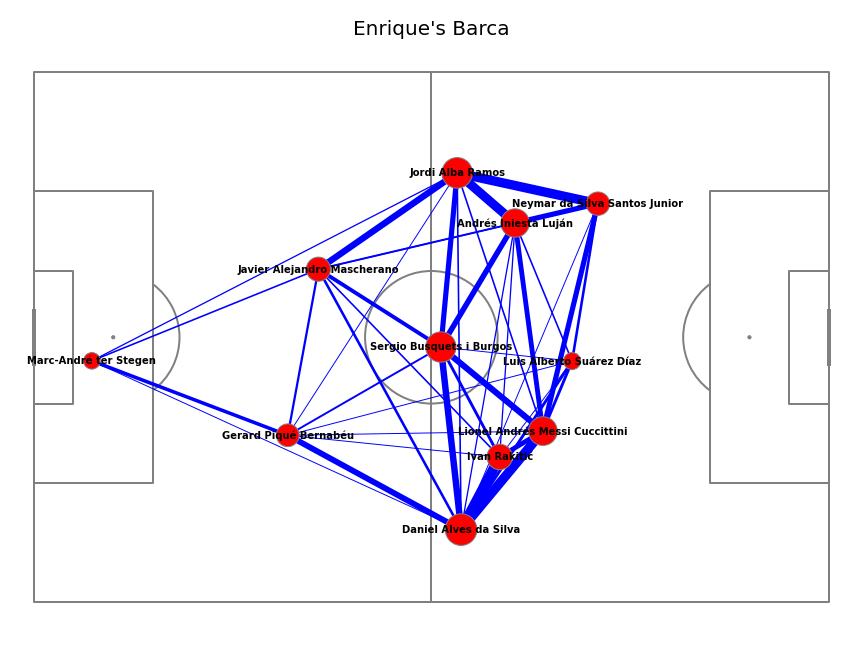 Enrique's Barca
Jordi Alba Ramos
Neymar da Silva Santos Junior
Andrés Iniesta Luján
Javier Alejandro Mascherano
Sergio Busquets i Burgos
Marc-André ter Stegen
Luis Alberto Suárez Díaz
Lionel Andrés Messi Cuccittini
Gerard Piqué Bernabéu
Ivan Rakitic
Daniel Alves da Silva